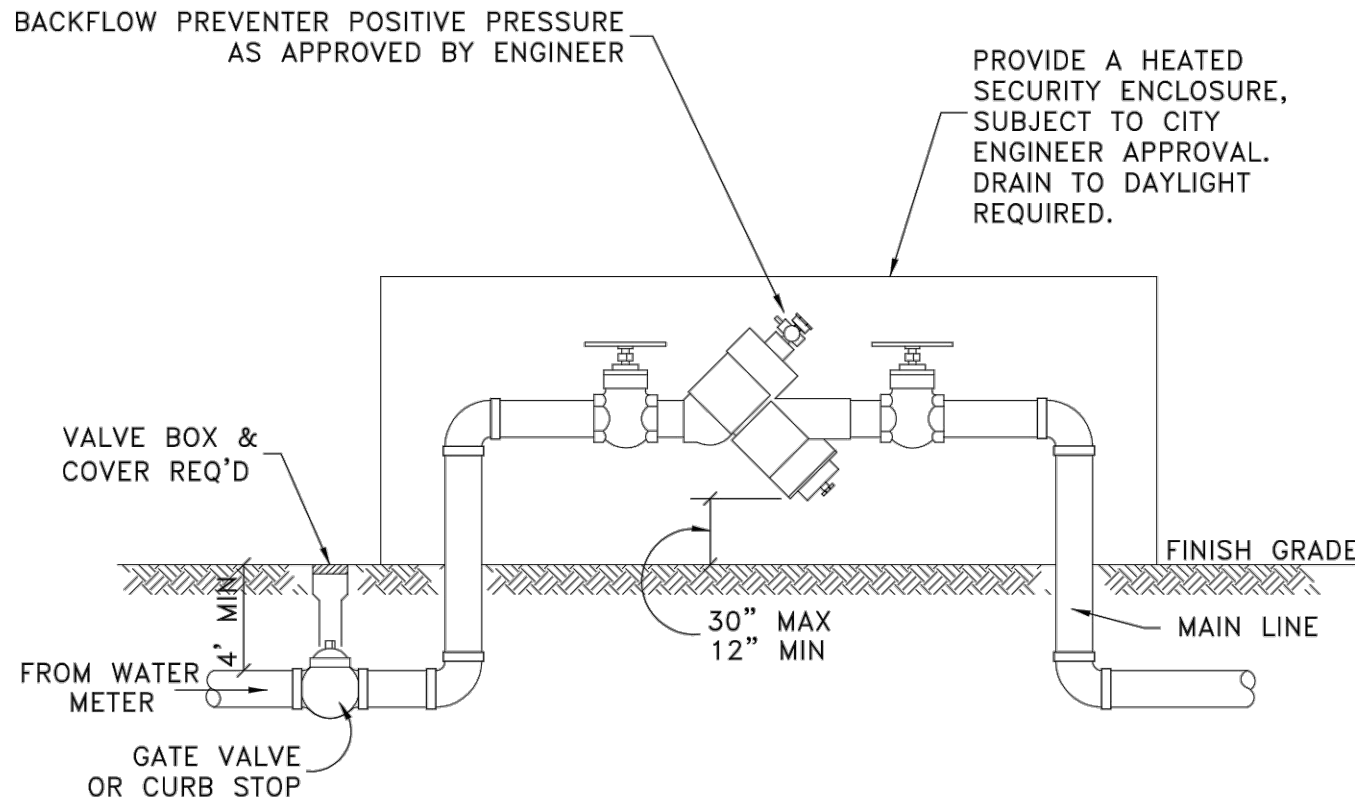 BACKFLOW PREVENTER POSITIVE PRESSURE
AS APPROVED BY ENGINEER
PROVIDE A HEATED
SECURITY ENCLOSURE,
SUBJECT TO CITY
ENGINEER APPROVAL.
DRAIN TO DAYLIGHT
REQUIRED.
VALVE BOX &
COVER REQ'D
FINISH GRADE
4' MIN
30" MAX
12" MIN
MAIN LINE
FROM WATER
METER
GATE VALVE
OR CURB STOP